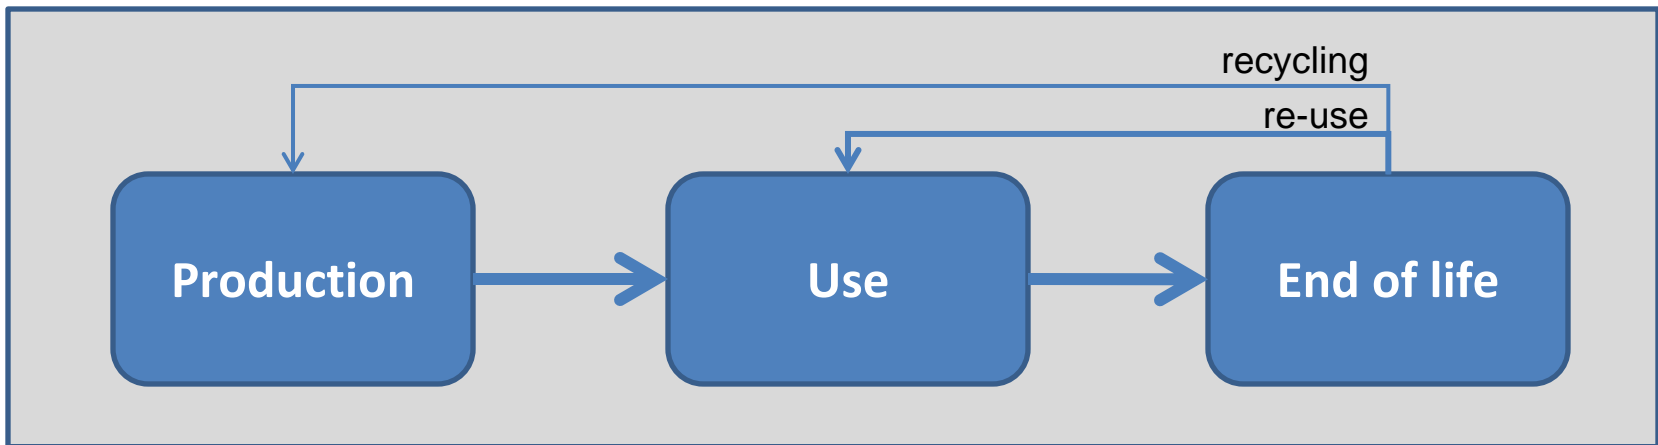 recycling
re-use
Production
Use
End of life